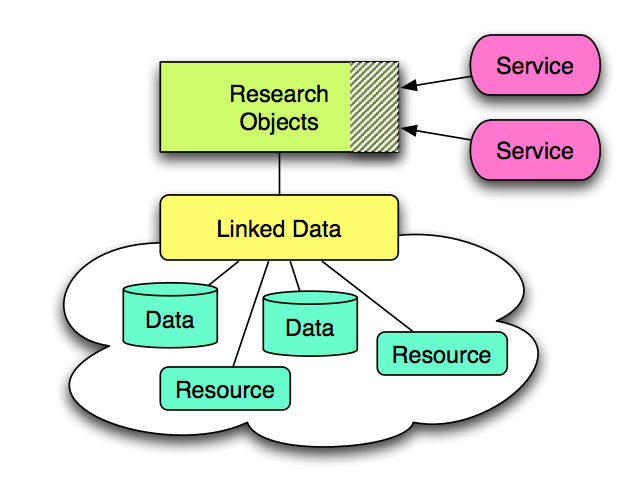 Service
Research
Objects
Service
Linked Data
Data
Data
Resource
Resource